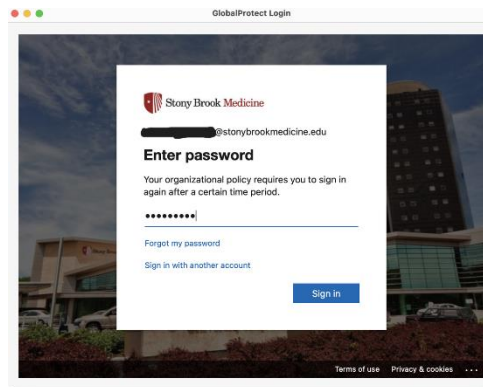 GlobalProtect Login
Stony Brook Medicine
@stonybrookmedicine.edu
Enter password
Your organizational policy requires you to sign in
again after a certain time period.
•••••••••
Forgot my password
Sign in with another account
Sign in
Terms of use Privacy & cookies ...